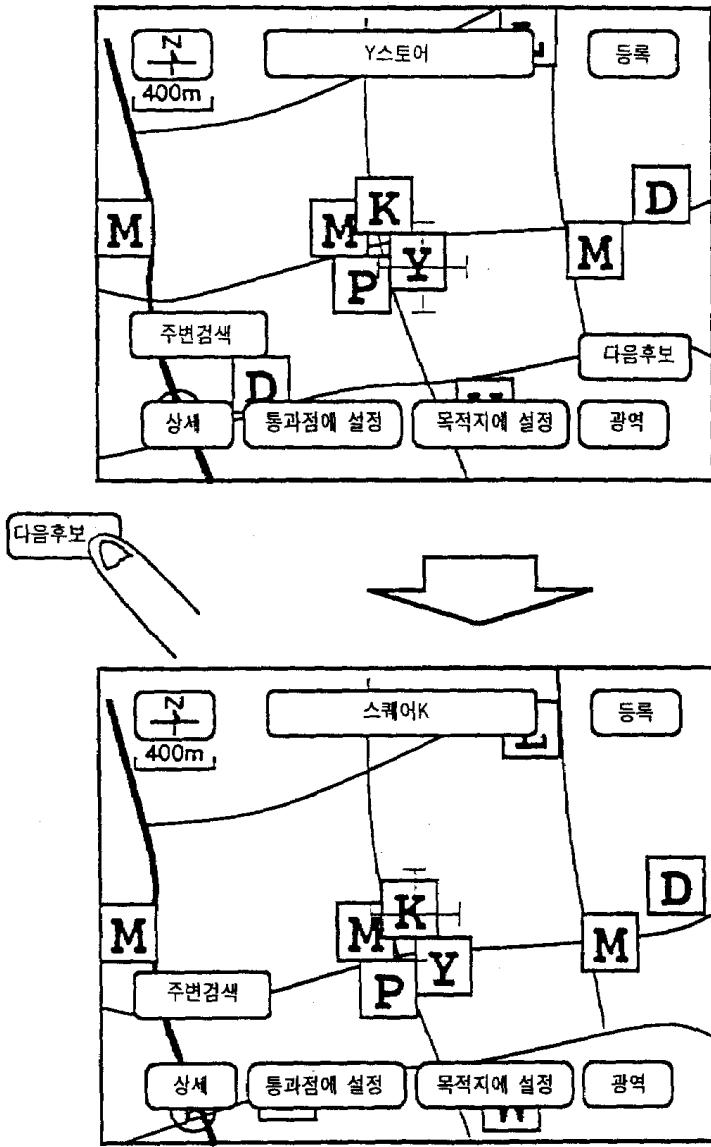 N Y스토어 등록
400m
K D
M M M
P Y
주변검색
다음후보
D
상세 통과점에 설정 목적지에 설정 광역
다음후보
N 스퀘어K 등록
400m
L
K D
M M M
P Y
주변검색
상세 통과점에 설정 목적지에 설정 광역
W